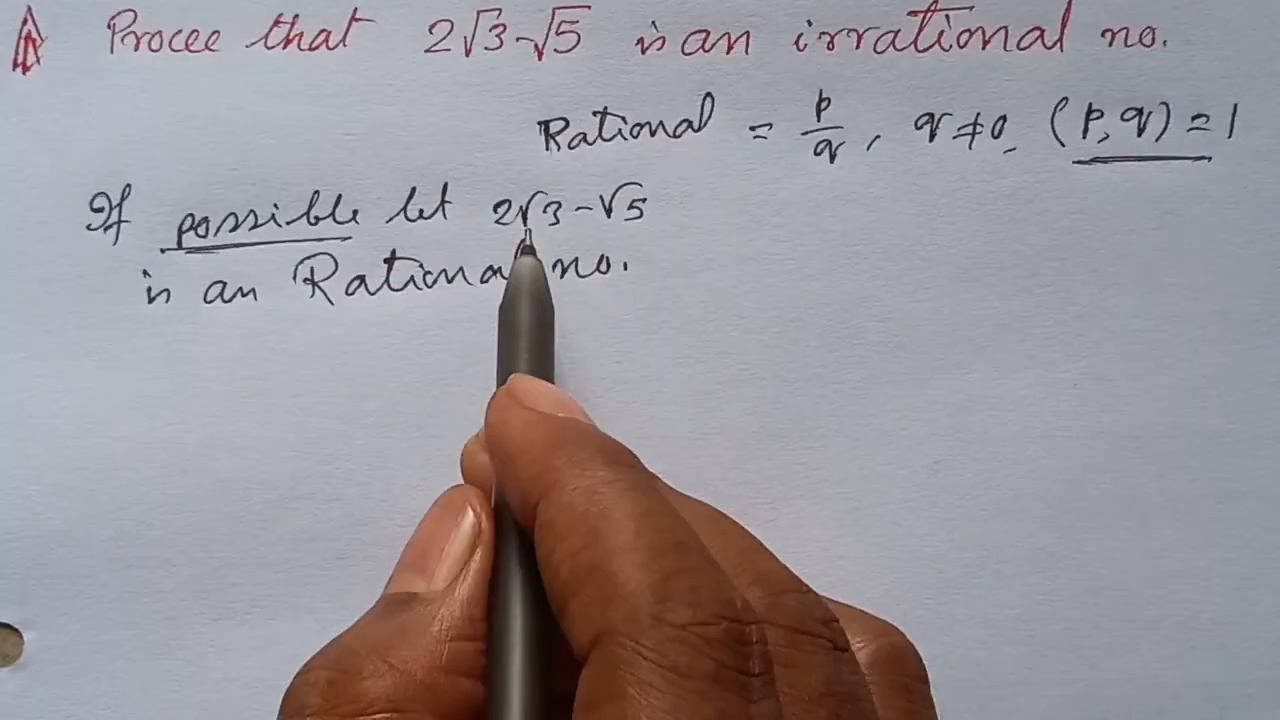 Q Prove that 2√3-√5 is an irrational no.
Rational = p/q, q≠0, (p,q)=1
If possible let 2√3-√5
is an Rational no.